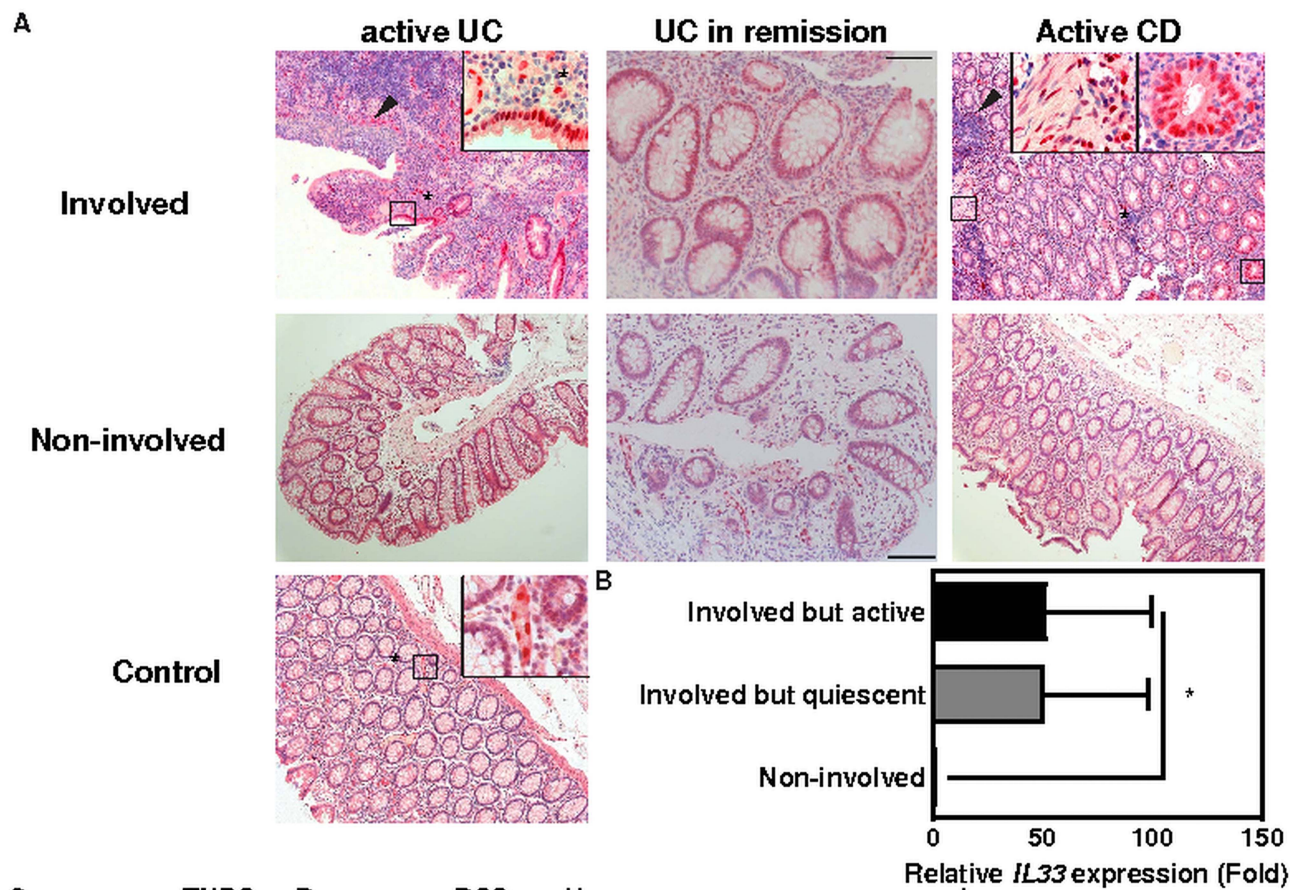 A
active UC
UC in remission
Active CD
Involved
Non-involved
Control
B
Involved but active
Involved but quiescent
*
Non-involved
0 50 100 150
Relative IL33 expression (Fold)